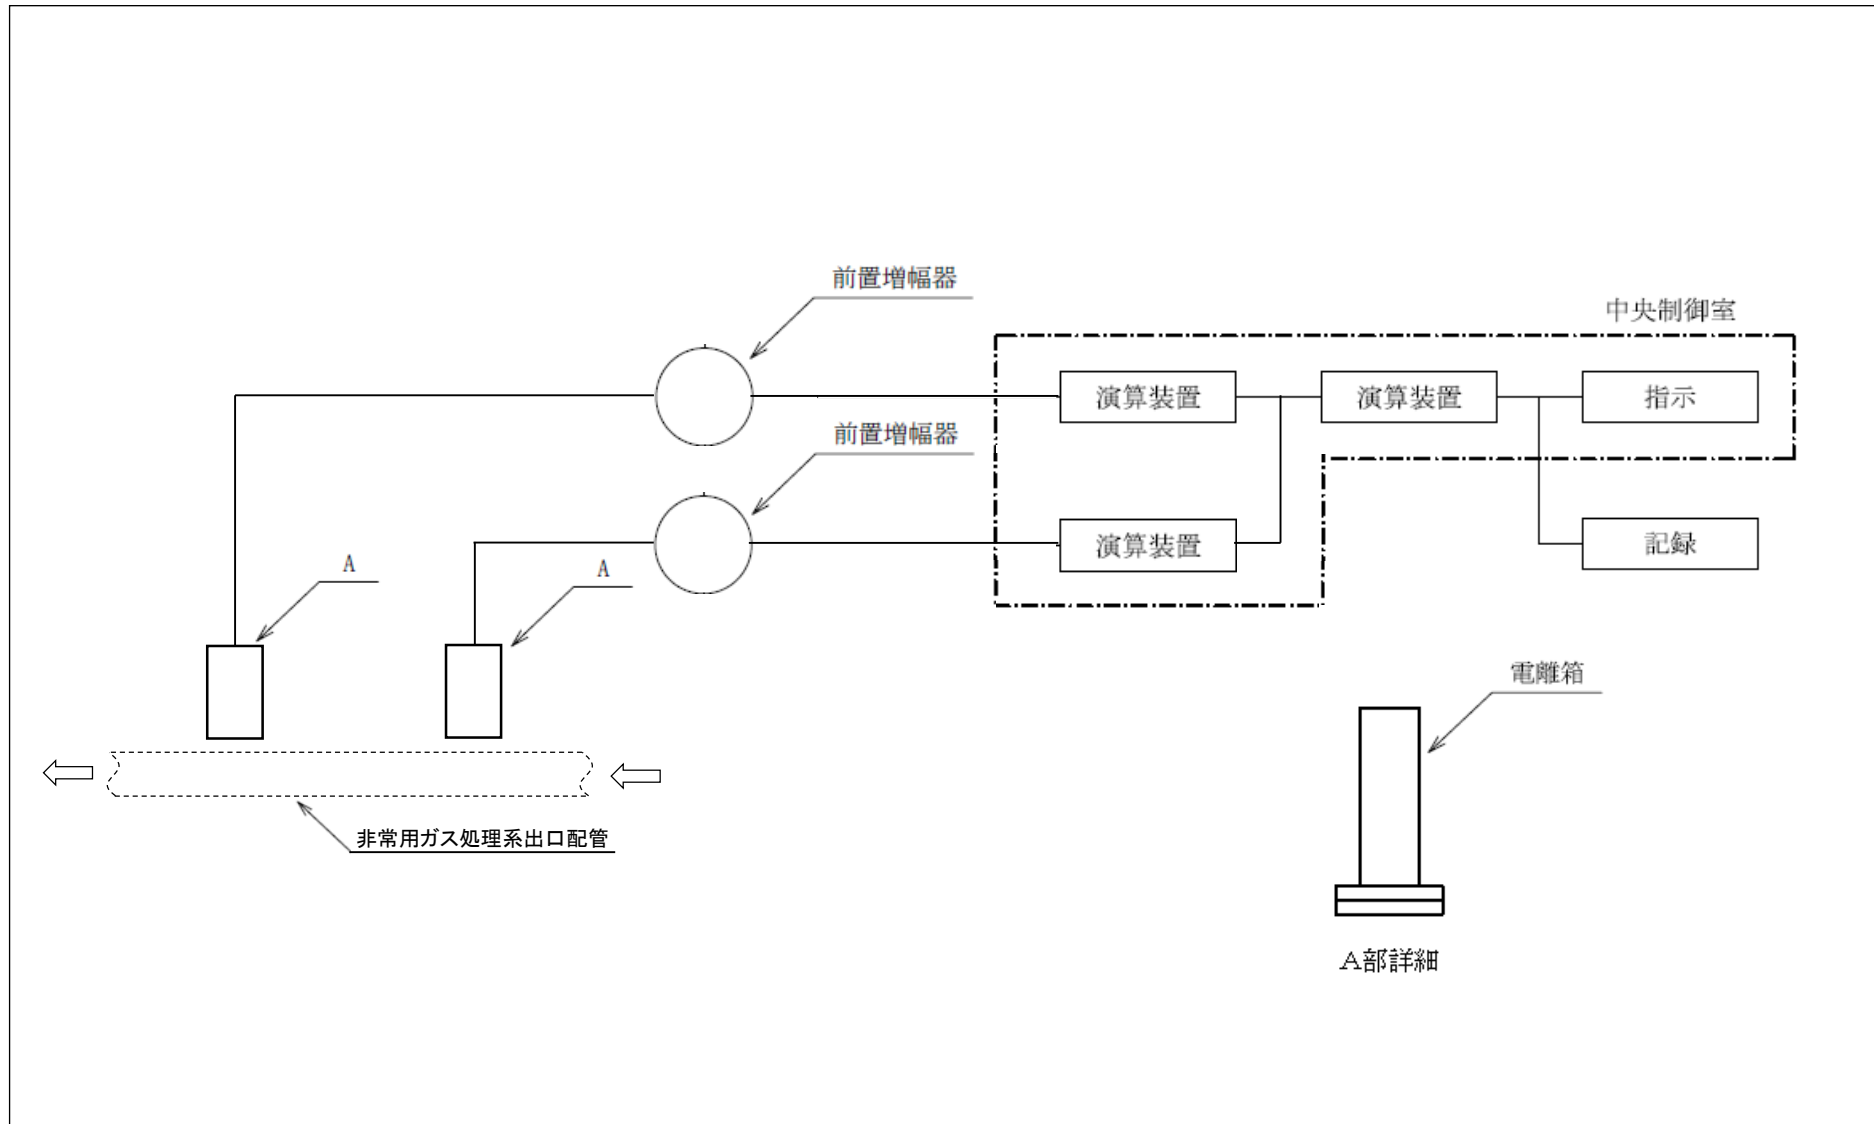 前置増幅器
中央制御室
演算装置
演算装置
指示
前置増幅器
演算装置
記録
A
A
電離箱
非常用ガス処理系出口配管
A部詳細